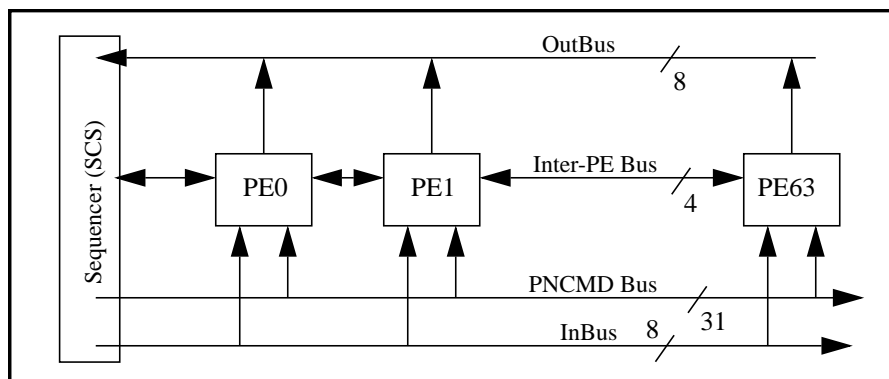 OutBus
8
Sequencer (SCS)
PE0
PE1
Inter-PE Bus
4
PE63
PNCMD Bus
31
InBus
8